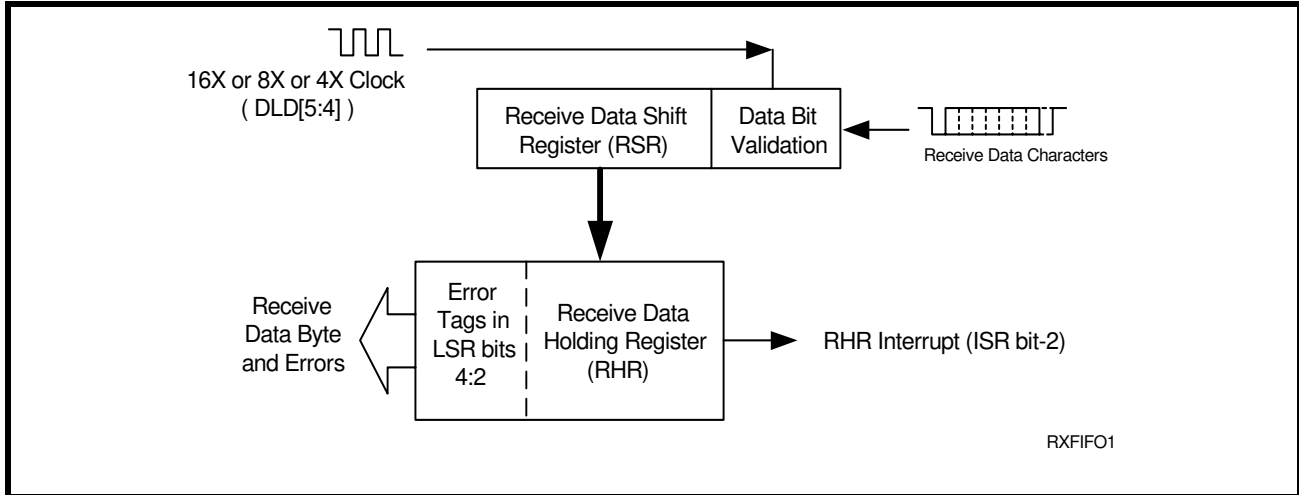 16X or 8X or 4X Clock
( DLD[5:4] )
Receive Data Shift
Register (RSR)
Data Bit
Validation
Receive Data Characters
Receive
Data Byte
and Errors
Error
Tags in
LSR bits
4:2
Receive Data
Holding Register
(RHR)
RHR Interrupt (ISR bit-2)
RXFIFO1